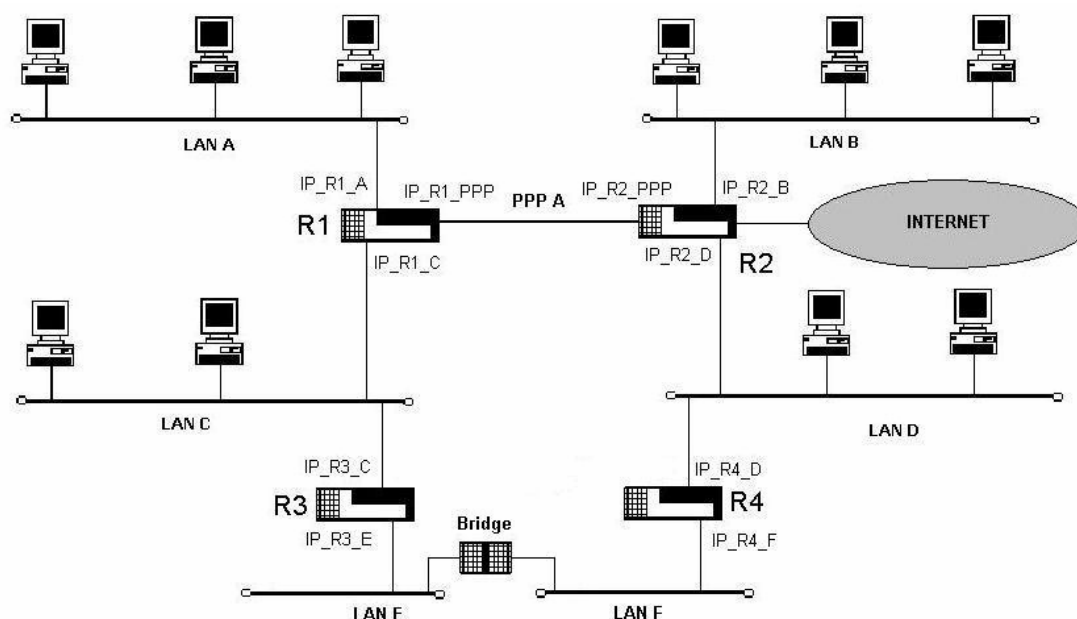 LAN A
LAN B
IP_R1_A
IP_R1_PPP
PPP A
IP_R2_PPP
IP_R2_B
R1
INTERNET
IP_R1_C
IP_R2_D
R2
LAN C
LAN D
IP_R3_C
IP_R4_D
R3
R4
Bridge
IP_R3_E
IP_R4_F
LAN E
LAN F